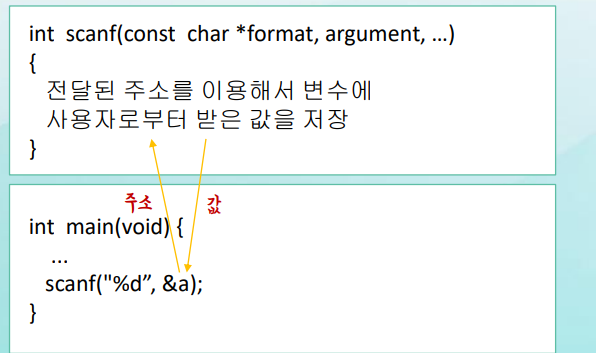 int scanf(const char *format, argument, …)
{
전달된 주소를 이용해서 변수에
사용자로부터 받은 값을 저장
}
주소 값
int main(void) {
...
scanf("%d”, &a);
}